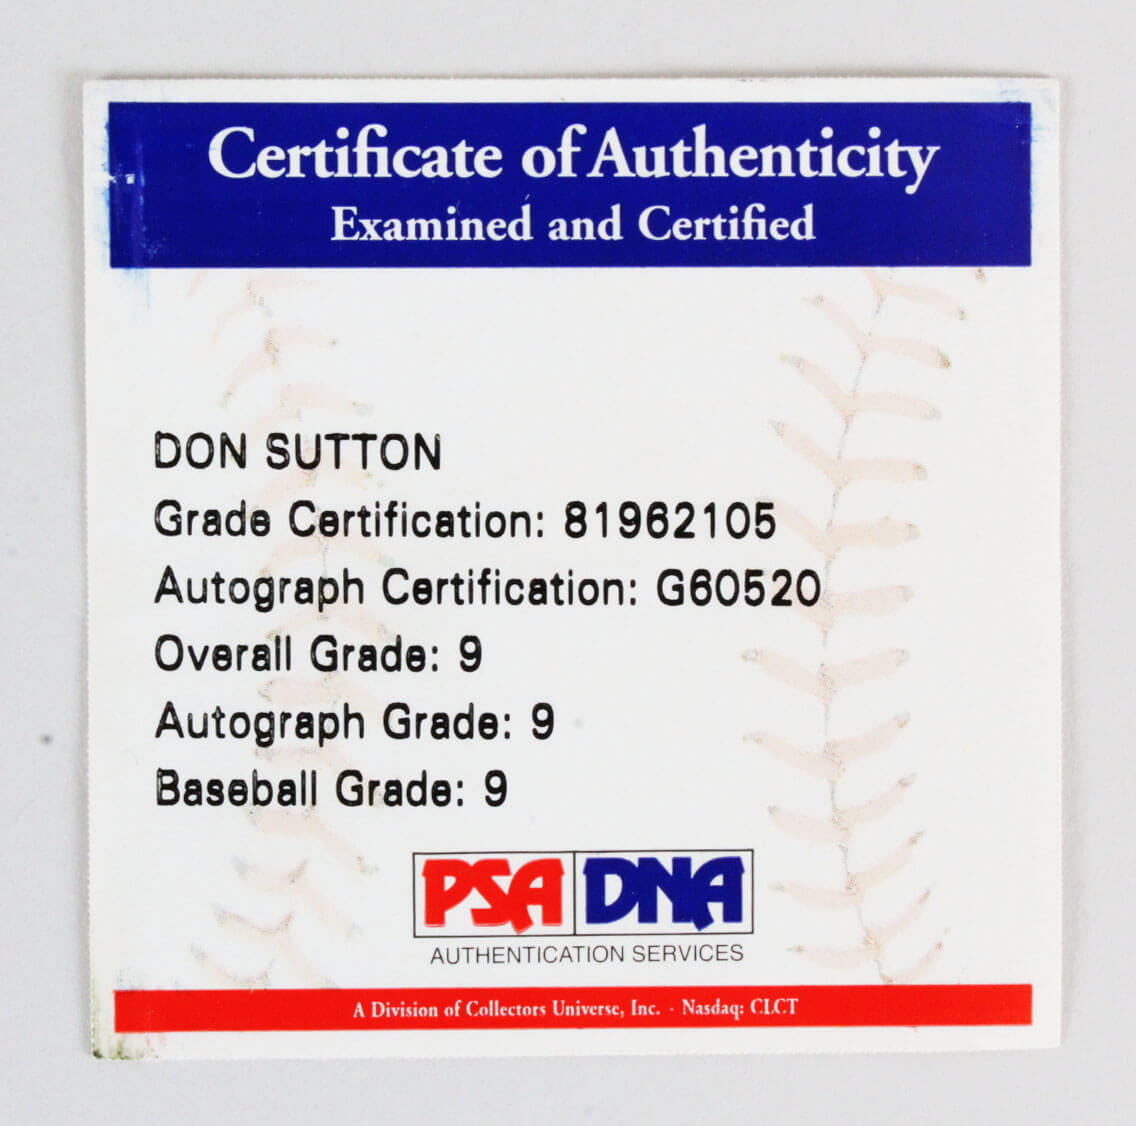 Certificate of Authenticity
Examined and Certified
DON SUTTON
Grade Certification: 81962105
Autograph Certification: G60520
Overall Grade: 9
Autograph Grade: 9
Baseball Grade: 9
PSA DNA
AUTHENTICATION SERVICES
A Division of Collectors Universe, Inc. · Nasdaq: CLCT